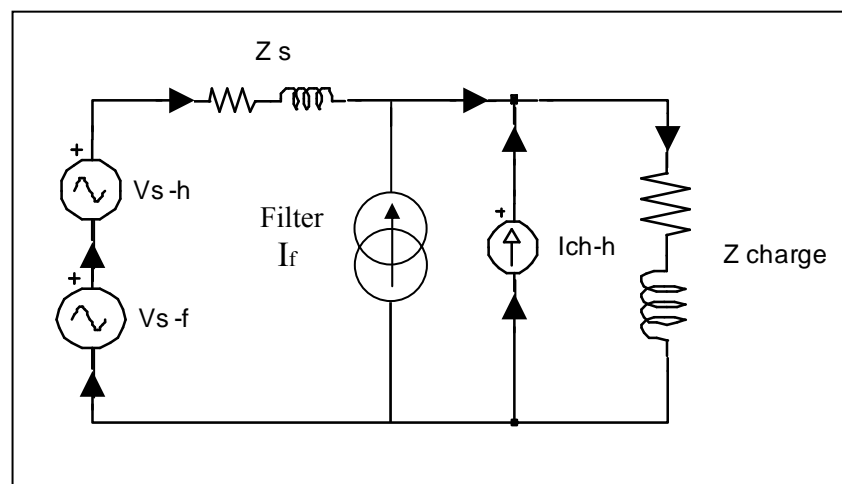 Z s
+
Vs-h
+
Vs-f
Filter
If
+
Ich-h
Z charge